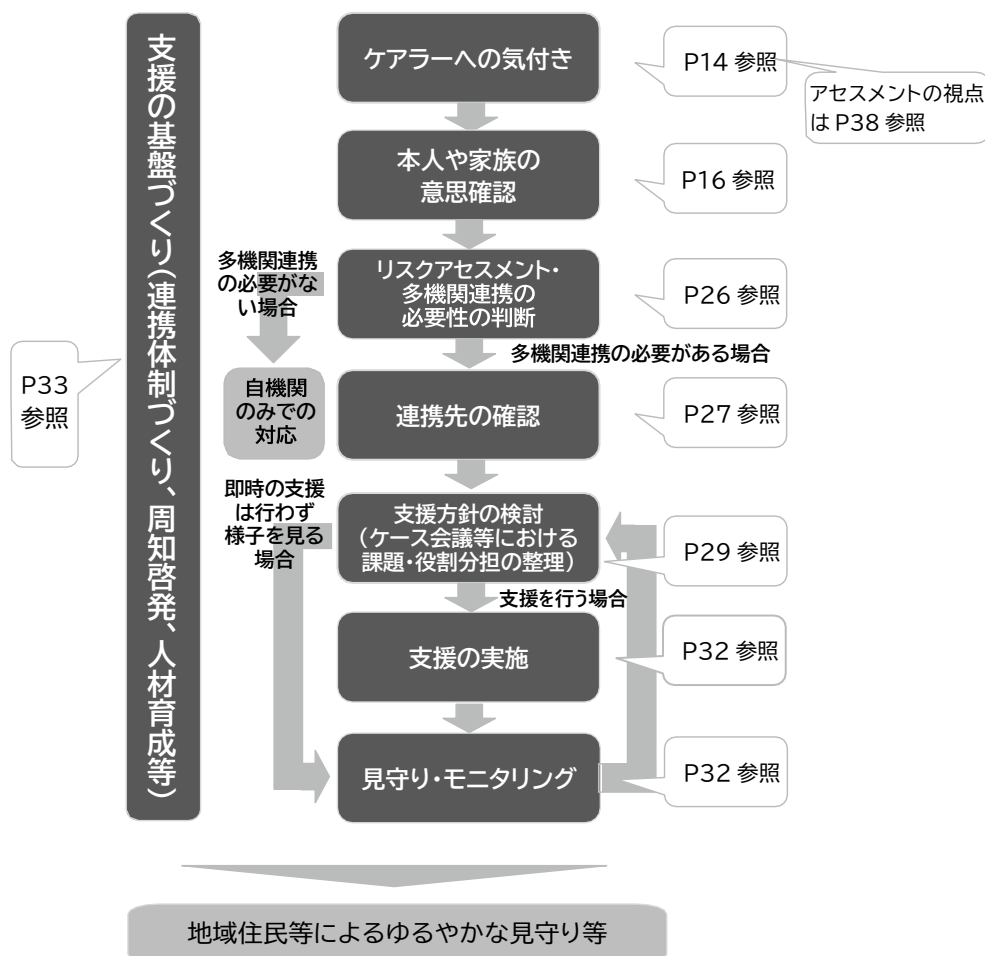 支援の基盤づくり(連携体制づくり、周知啓発、人材育成等)
P33
参照
ケアラーへの気付き
P14 参照
アセスメントの視点
は P38 参照
本人や家族の
意思確認
P16 参照
リスクアセスメント・
多機関連携の
必要性の判断
P26 参照
多機関連携
の必要がな
い場合
自機関
のみでの
対応
多機関連携の必要がある場合
連携先の確認
P27 参照
即時の支援
は行わず
様子を見る
場合
支援方針の検討
(ケース会議等における
課題・役割分担の整理)
P29 参照
支援を行う場合
支援の実施
P32 参照
見守り・モニタリング
P32 参照
地域住民等によるゆるやかな見守り等